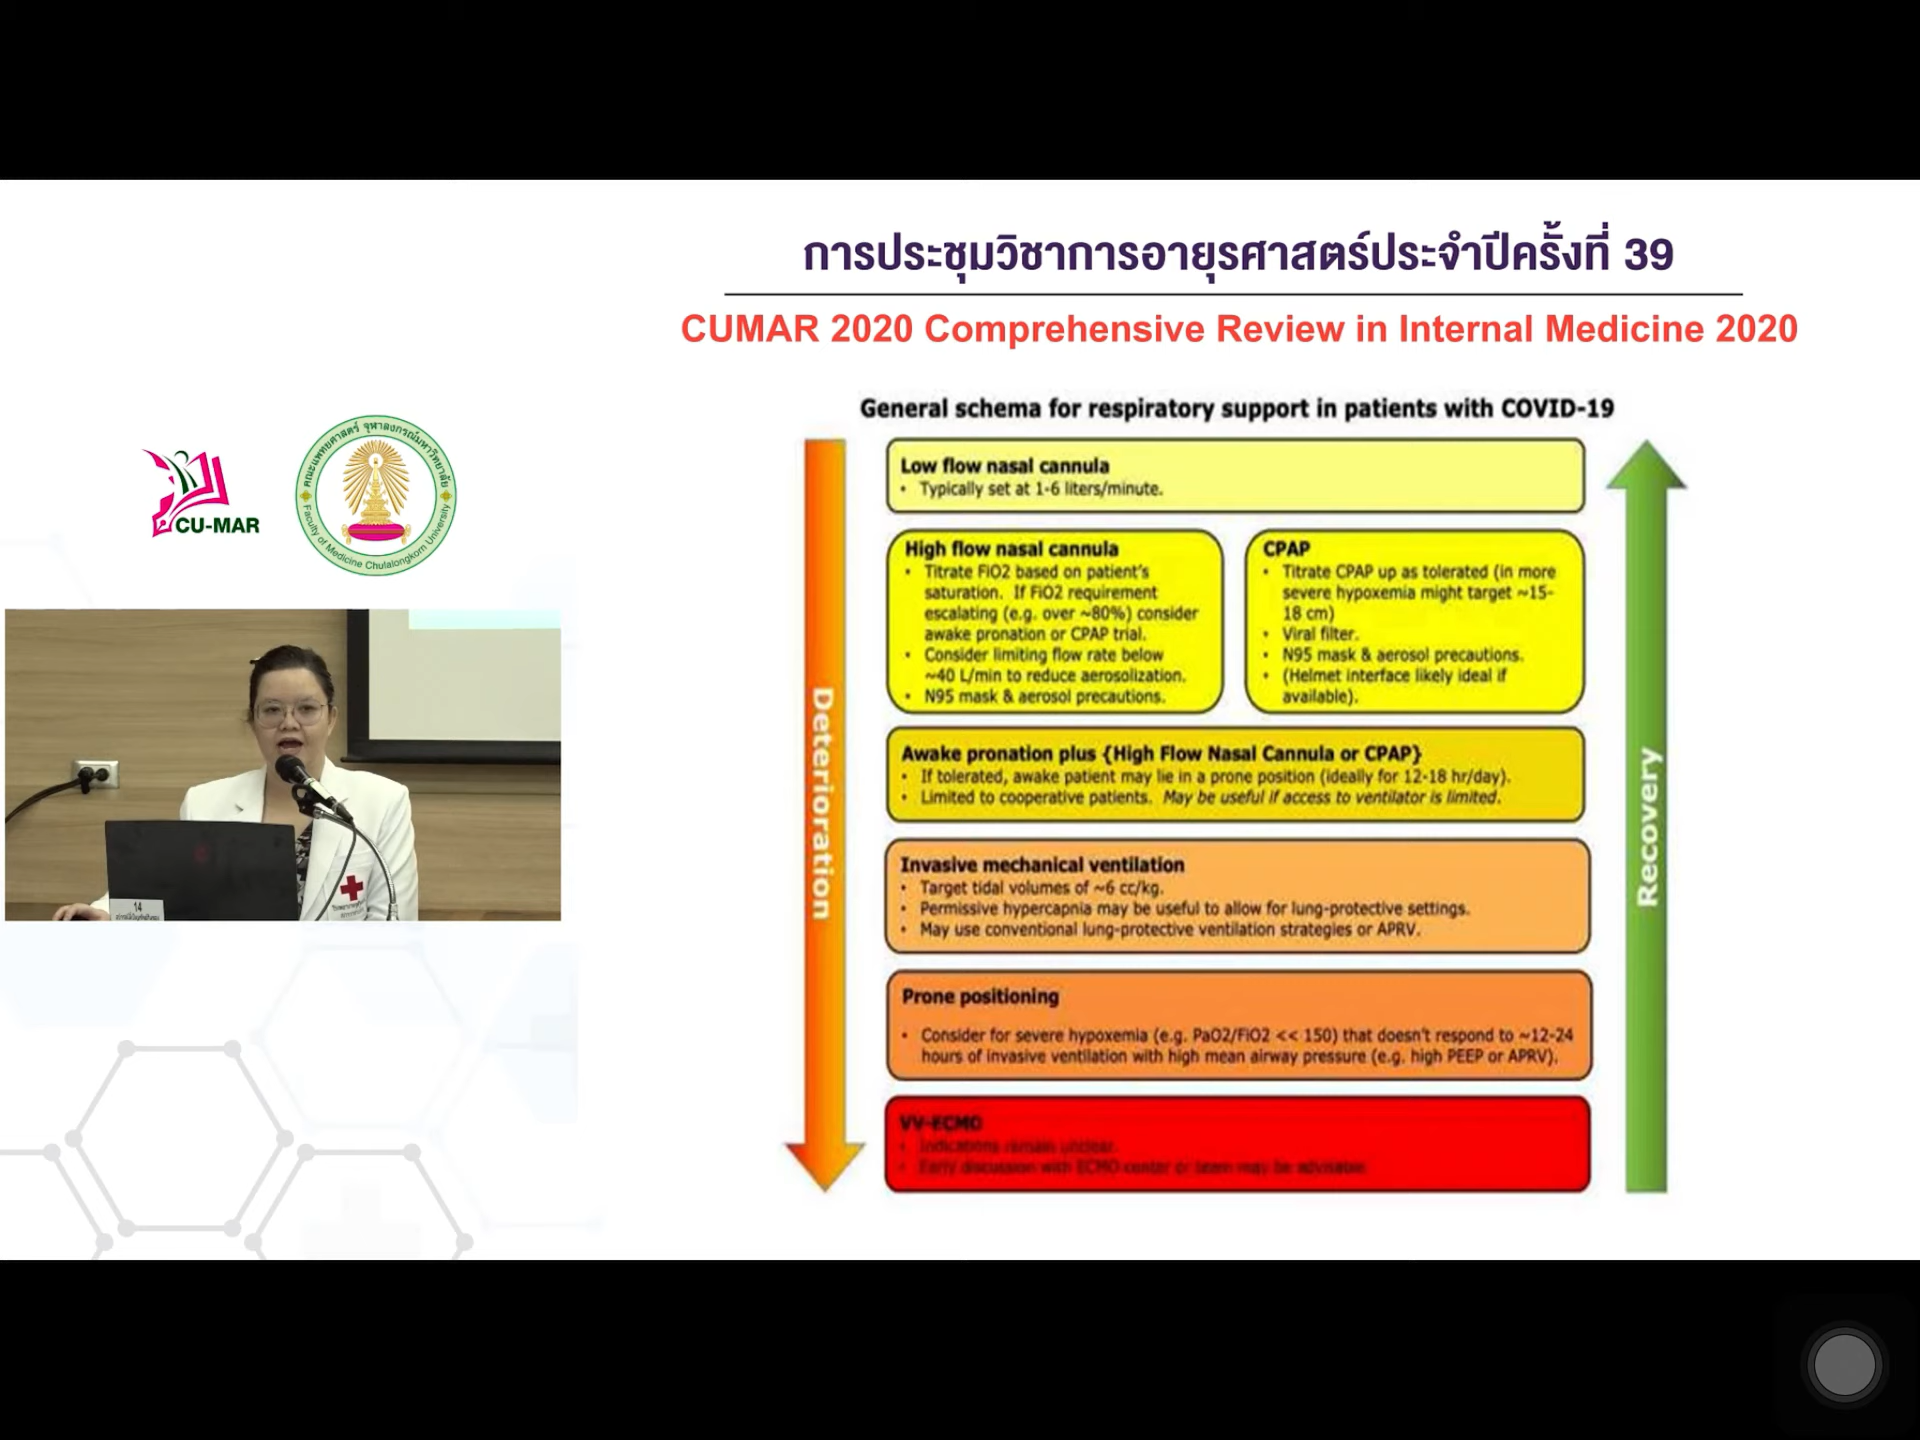 การประชุมวิชาการอายุรศาสตร์ประจำปีครั้งที่ 39
CUMAR 2020 Comprehensive Review in Internal Medicine 2020
CU-MAR
คณะแพทยศาสตร์ จุฬาลงกรณ์มหาวิทยาลัย
Faculty of Medicine Chulalongkorn University
14
General schema for respiratory support in patients with COVID-19
Deterioration
Low flow nasal cannula
• Typically set at 1-6 liters/minute.
High flow nasal cannula
• Titrate FiO2 based on patient's
saturation. If FiO2 requirement
escalating (e.g. over ~80%) consider
awake pronation or CPAP trial.
• Consider limiting flow rate below
~40 L/min to reduce aerosolization.
• N95 mask & aerosol precautions.
CPAP
• Titrate CPAP up as tolerated (in more
severe hypoxemia might target ~15-
18 cm)
• Viral filter.
• N95 mask & aerosol precautions.
• (Helmet interface likely ideal if
available).
Awake pronation plus {High Flow Nasal Cannula or CPAP}
• If tolerated, awake patient may lie in a prone position (ideally for 12-18 hr/day).
• Limited to cooperative patients. May be useful if access to ventilator is limited.
Invasive mechanical ventilation
• Target tidal volumes of ~6 cc/kg.
• Permissive hypercapnia may be useful to allow for lung-protective settings.
• May use conventional lung-protective ventilation strategies or APRV.
Prone positioning
• Consider for severe hypoxemia (e.g. PaO2/FiO2 << 150) that doesn't respond to ~12-24
hours of invasive ventilation with high mean airway pressure (e.g. high PEEP or APRV).
VV-ECMO
• Indications remain unclear.
• Early discussion with ECMO center or team may be advisable.
Recovery